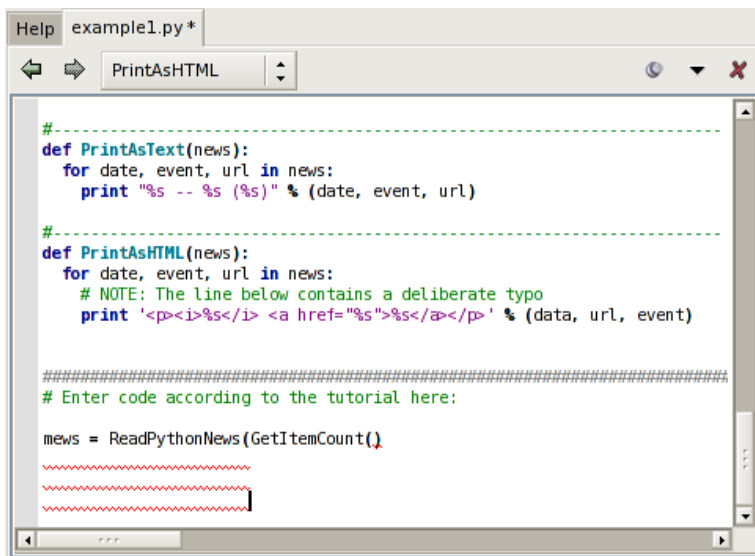 Help example1.py*
PrintAsHTML
#-----------------------------------------------------------------------
def PrintAsText(news):
for date, event, url in news:
print "%s -- %s (%s)" % (date, event, url)
#-----------------------------------------------------------------------
def PrintAsHTML(news):
for date, event, url in news:
# NOTE: The line below contains a deliberate typo
print '<p><i>%s</i> <a href="%s">%s</a></p>' % (data, url, event)
#########################################################################
# Enter code according to the tutorial here:
mews = ReadPythonNews(GetItemCount()